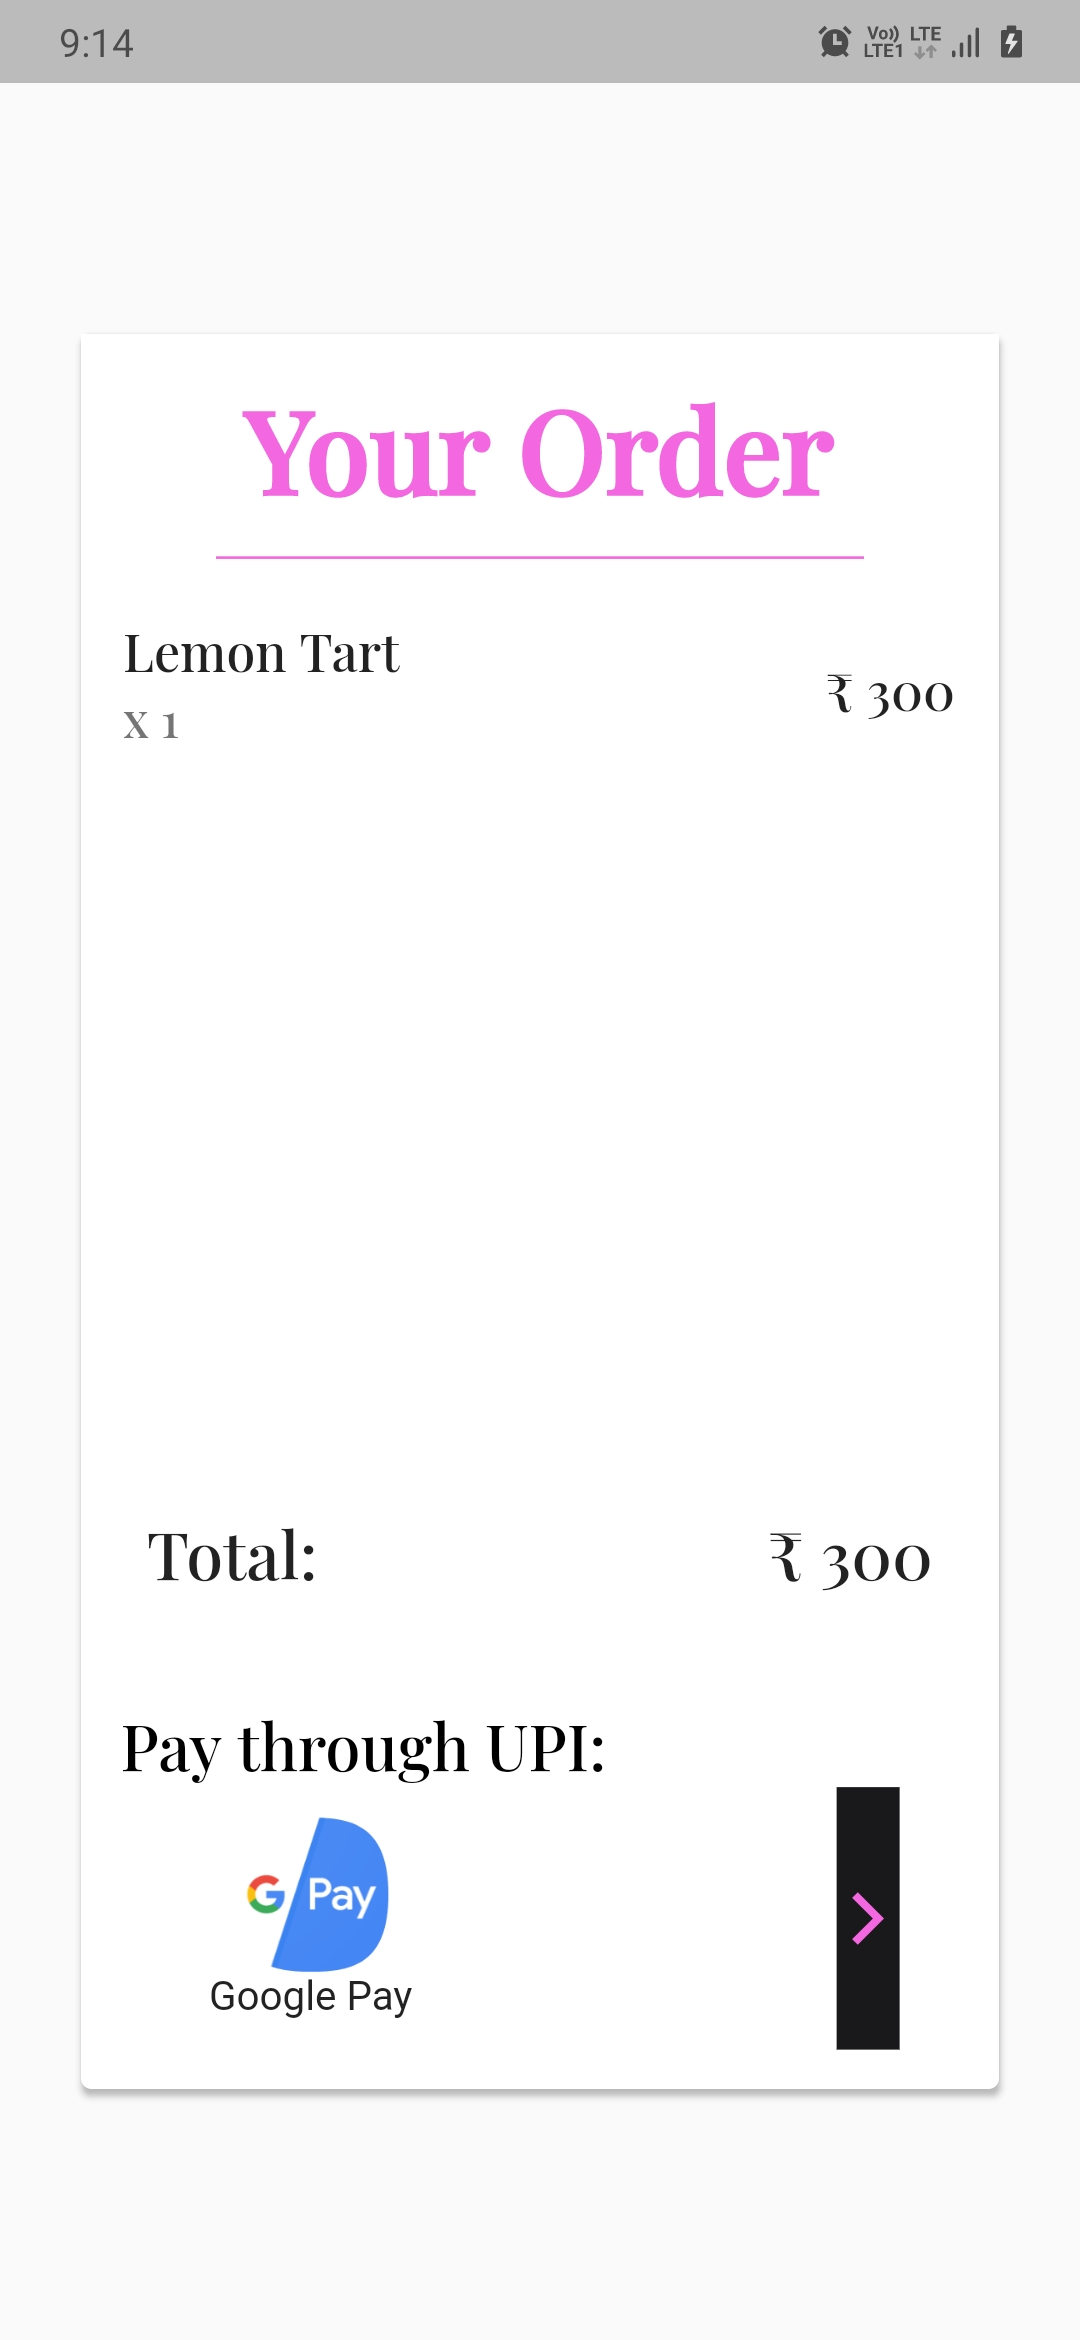 9:14
Vo)) LTE
LTE1
Your Order
Lemon Tart
x 1
₹ 300
Total:
₹ 300
Pay through UPI:
G Pay
Google Pay